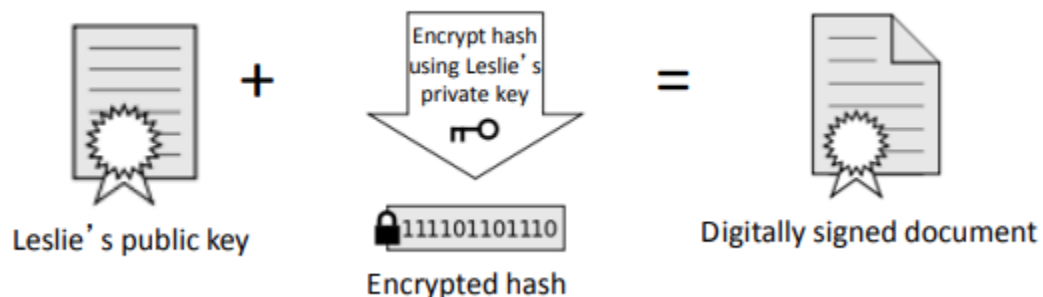 Encrypt hash
using Leslie’s
private key
+
=
111101101110
Leslie’s public key
Digitally signed document
Encrypted hash